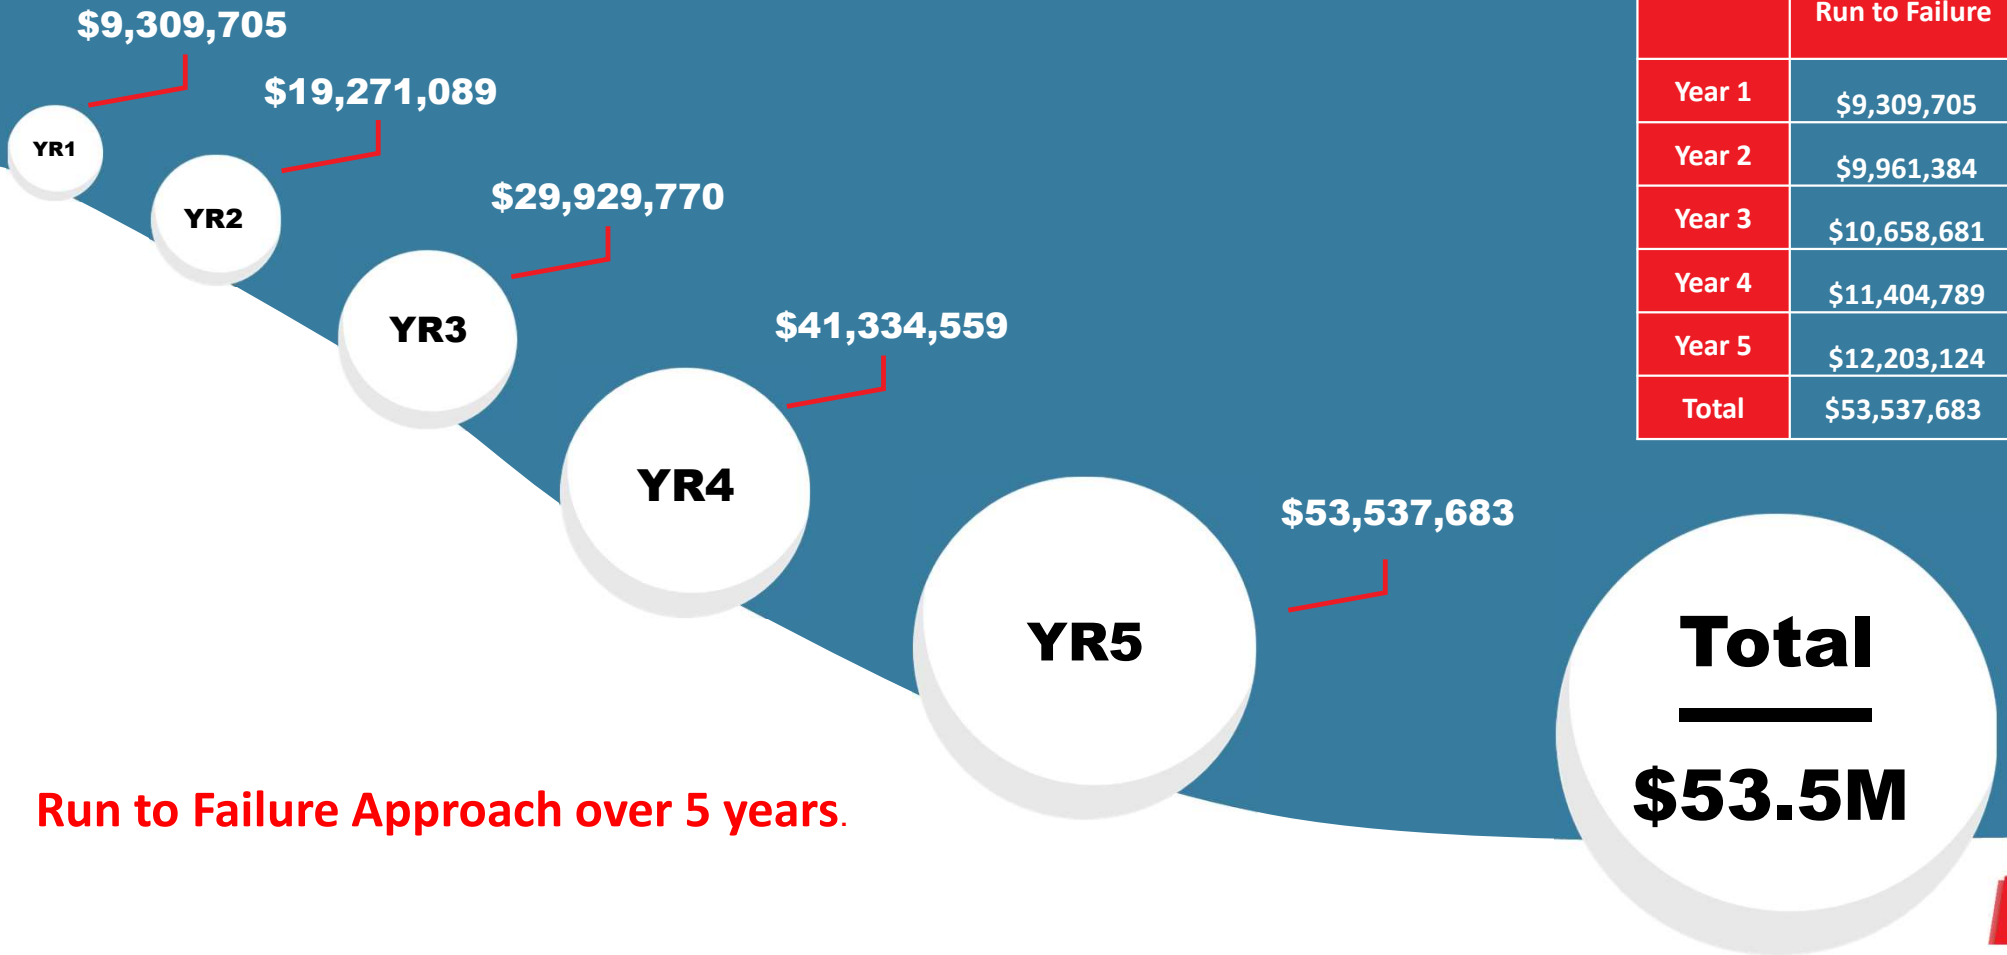 $9,309,705
$19,271,089
$29,929,770
$41,334,559
$53,537,683
YR1
YR2
YR3
YR4
YR5
Total
$53.5M
Run to Failure Approach over 5 years.
Run to Failure
Year 1 $9,309,705
Year 2 $9,961,384
Year 3 $10,658,681
Year 4 $11,404,789
Year 5 $12,203,124
Total $53,537,683